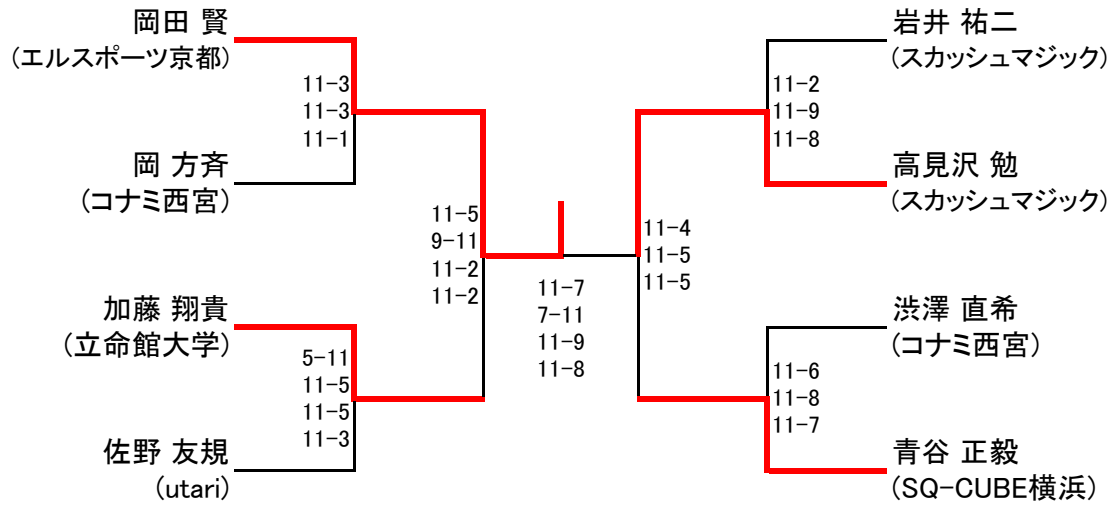 岡田 賢
(エルスポーツ京都)
11-3
11-3
11-1
岡 方斉
(コナミ西宮)
11-5
9-11
11-2
11-2
加藤 翔貴
(立命館大学)
5-11
11-5
11-5
11-3
佐野 友規
(utari)
11-7
7-11
11-9
11-8
岩井 祐二
(スカッシュマジック)
11-2
11-9
11-8
高見沢 勉
(スカッシュマジック)
11-4
11-5
11-5
渋澤 直希
(コナミ西宮)
11-6
11-8
11-7
青谷 正毅
(SQ-CUBE横浜)